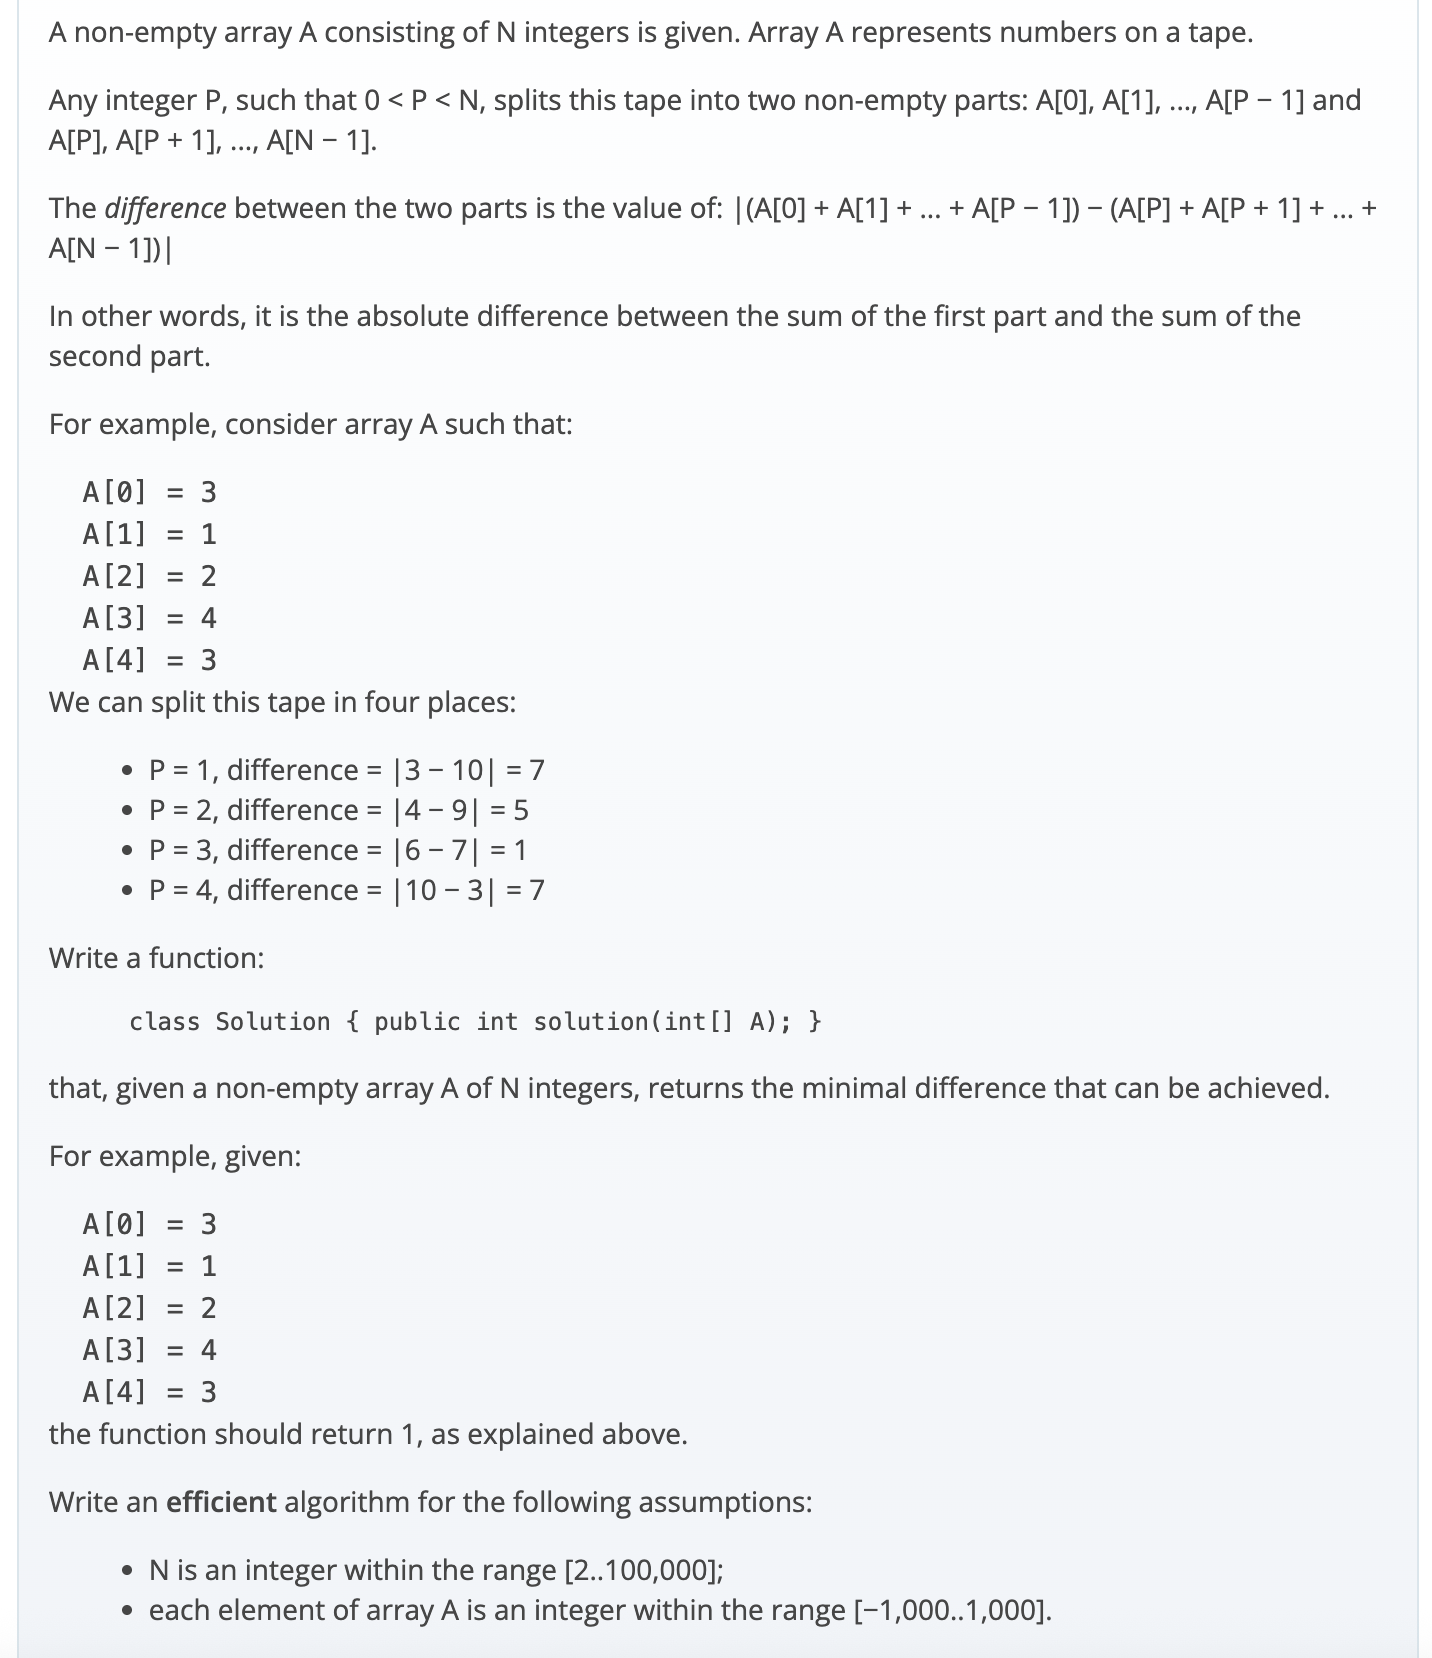 A non-empty array A consisting of N integers is given. Array A represents numbers on a tape.
Any integer P, such that 0 < P < N, splits this tape into two non-empty parts: A[0], A[1], ..., A[P − 1] and
A[P], A[P + 1], ..., A[N − 1].
The difference between the two parts is the value of: |(A[0] + A[1] + ... + A[P − 1]) − (A[P] + A[P + 1] + ... +
A[N − 1])|
In other words, it is the absolute difference between the sum of the first part and the sum of the
second part.
For example, consider array A such that:
A[0] = 3
A[1] = 1
A[2] = 2
A[3] = 4
A[4] = 3
We can split this tape in four places:
• P = 1, difference = |3 − 10| = 7
• P = 2, difference = |4 − 9| = 5
• P = 3, difference = |6 − 7| = 1
• P = 4, difference = |10 − 3| = 7
Write a function:
class Solution { public int solution(int[] A); }
that, given a non-empty array A of N integers, returns the minimal difference that can be achieved.
For example, given:
A[0] = 3
A[1] = 1
A[2] = 2
A[3] = 4
A[4] = 3
the function should return 1, as explained above.
Write an efficient algorithm for the following assumptions:
• N is an integer within the range [2..100,000];
• each element of array A is an integer within the range [−1,000..1,000].